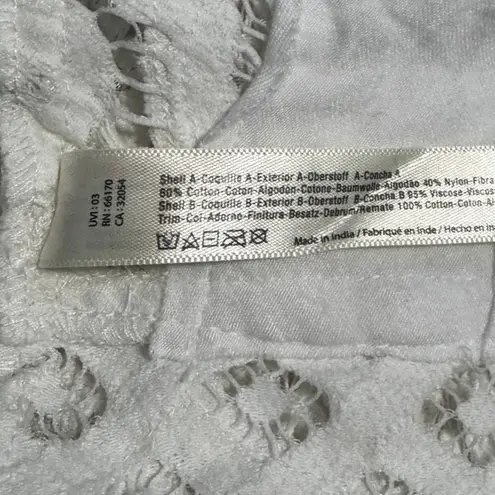 UVI : 03
RN : 66170
CA : 32054
Shell A-Coquille A-Exterior A-Oberstoff A-Concha A
60% Cotton-Coton-Algodón-Cotone-Baumwolle-Algodão 40% Nylon-Fibra
Shell B-Coquille B-Exterior B-Oberstoff B-Concha B 95% Viscose-Viscos
Trim-Col-Adorno-Finitura-Besatz-Debrum/Remate 100% Cotton-Coton-Al
Made in India / Fabriqué en Inde / Hecho en In